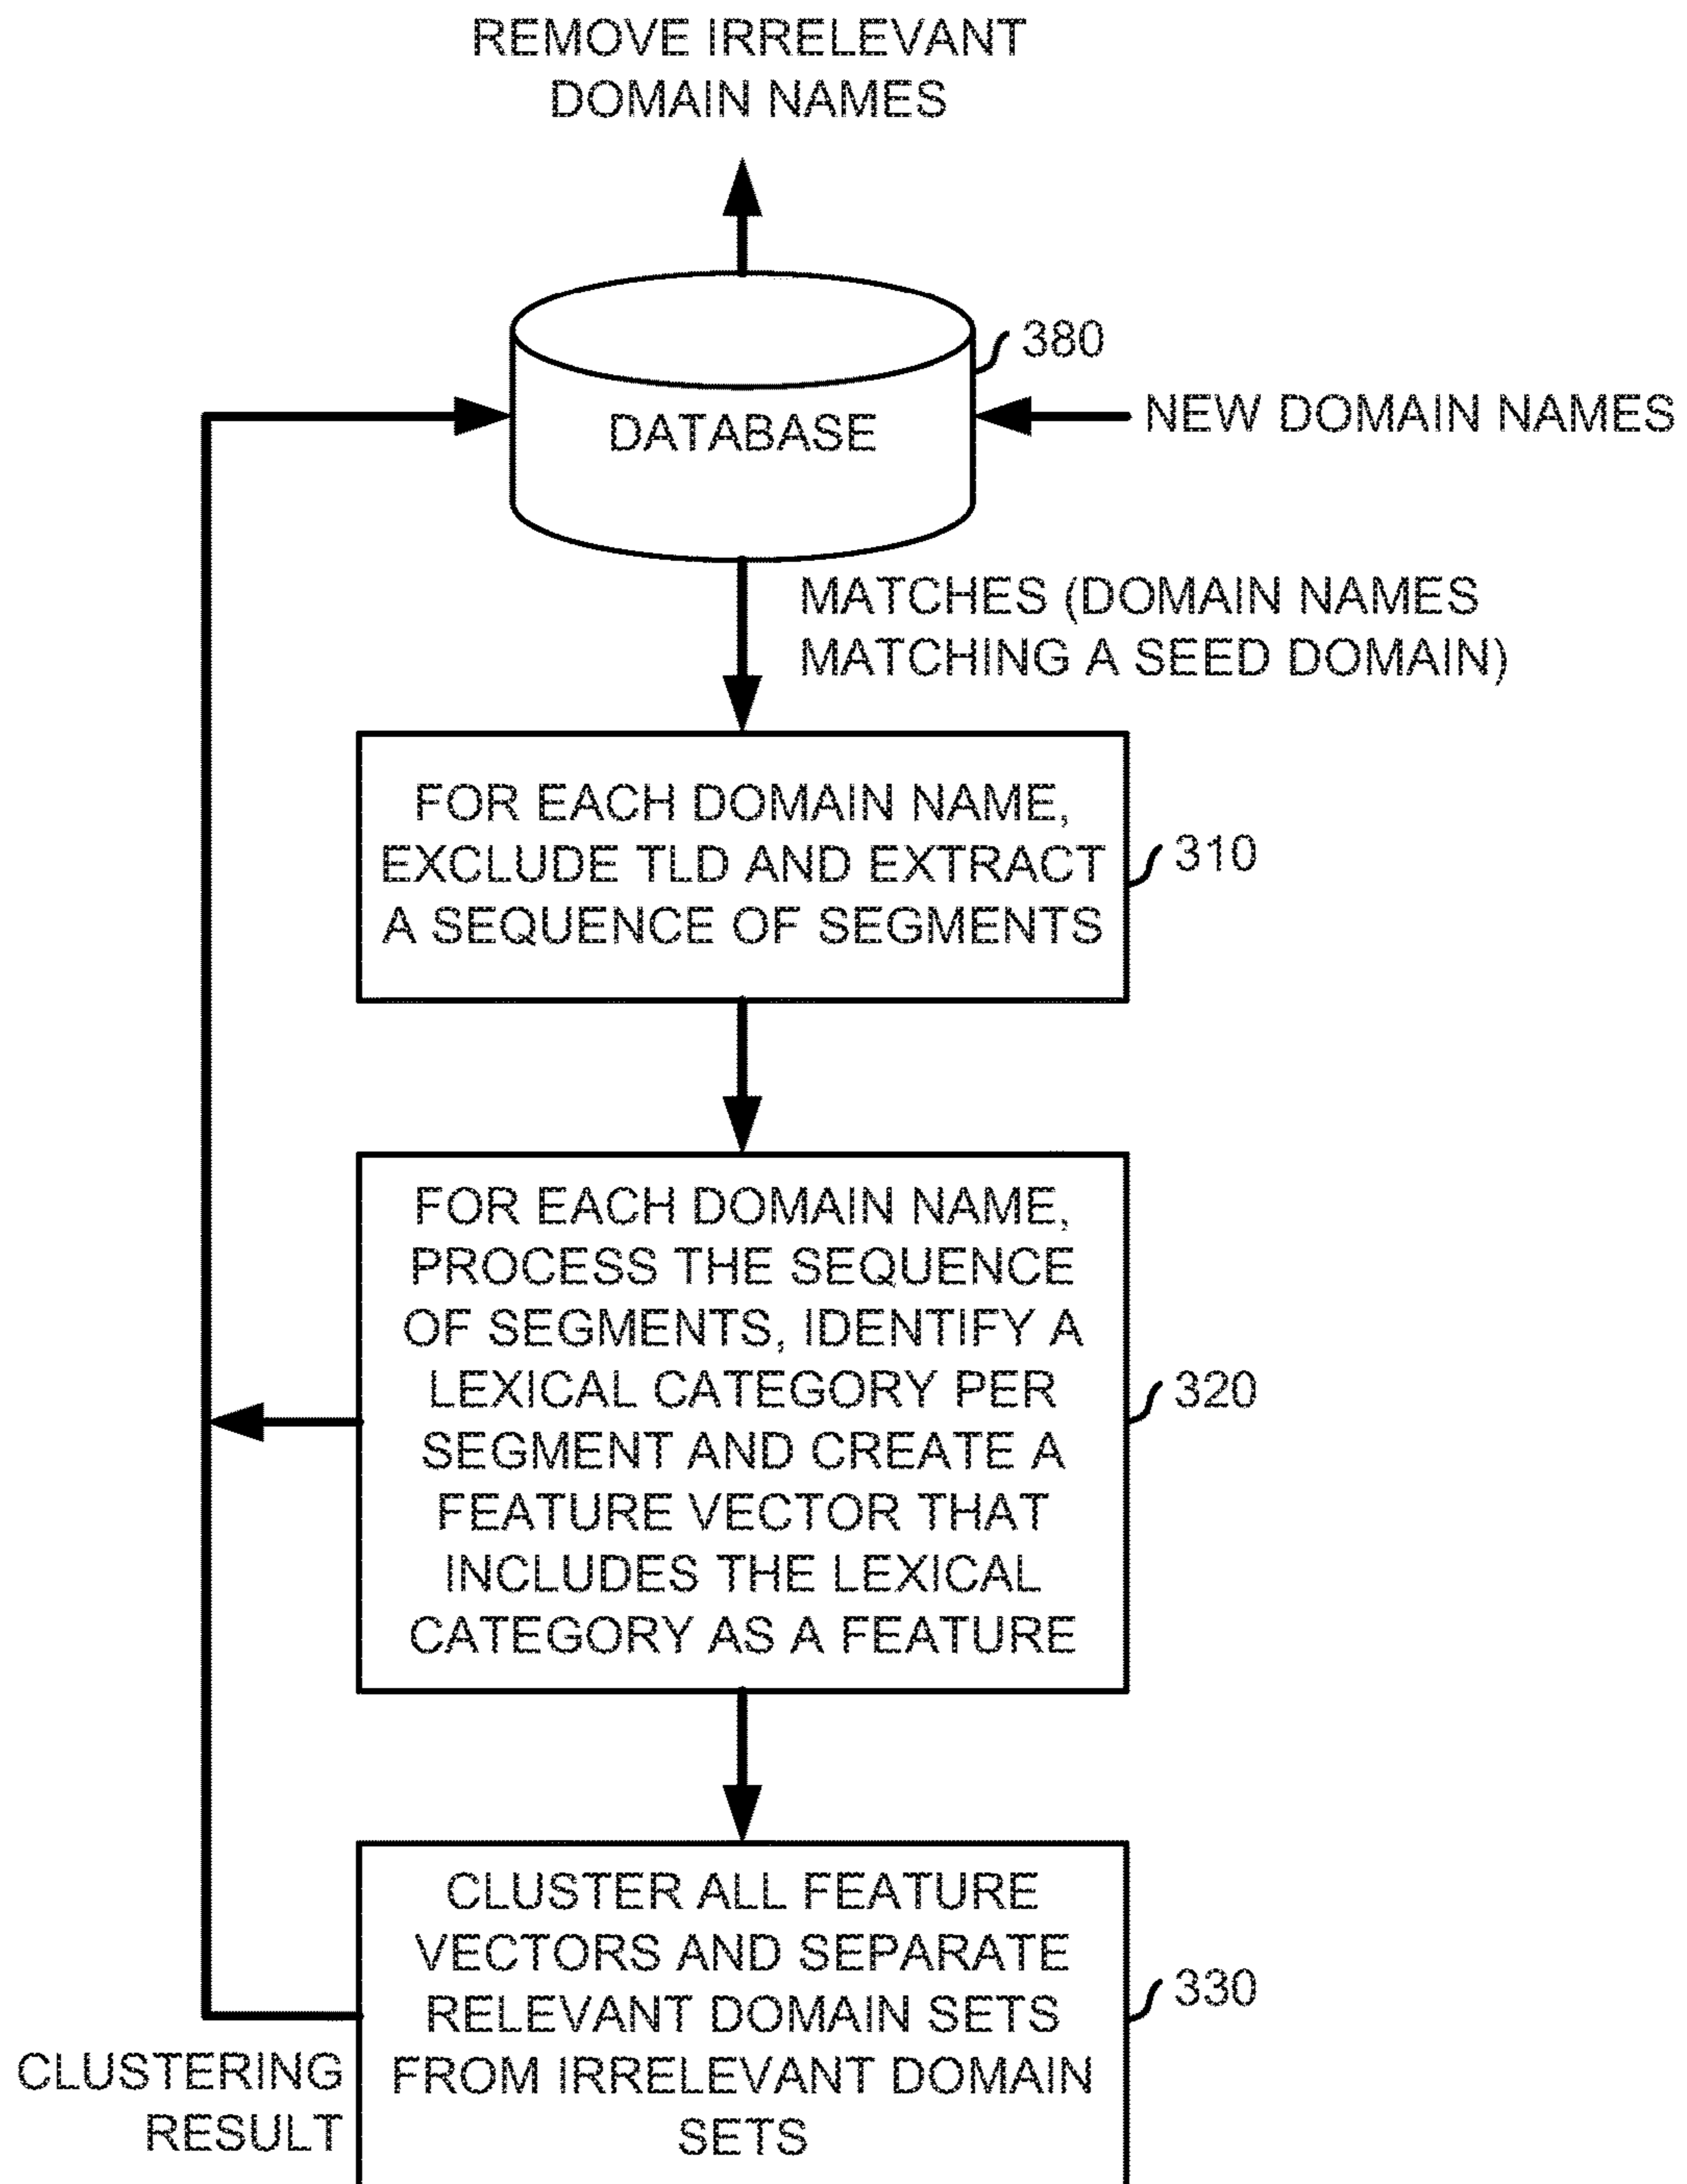 REMOVE IRRELEVANT
DOMAIN NAMES
380
DATABASE
NEW DOMAIN NAMES
MATCHES (DOMAIN NAMES
MATCHING A SEED DOMAIN)
FOR EACH DOMAIN NAME,
EXCLUDE TLD AND EXTRACT
A SEQUENCE OF SEGMENTS
310
FOR EACH DOMAIN NAME,
PROCESS THE SEQUENCE
OF SEGMENTS, IDENTIFY A
LEXICAL CATEGORY PER
SEGMENT AND CREATE A
FEATURE VECTOR THAT
INCLUDES THE LEXICAL
CATEGORY AS A FEATURE
320
CLUSTER ALL FEATURE
VECTORS AND SEPARATE
RELEVANT DOMAIN SETS
FROM IRRELEVANT DOMAIN
SETS
330
CLUSTERING
RESULT